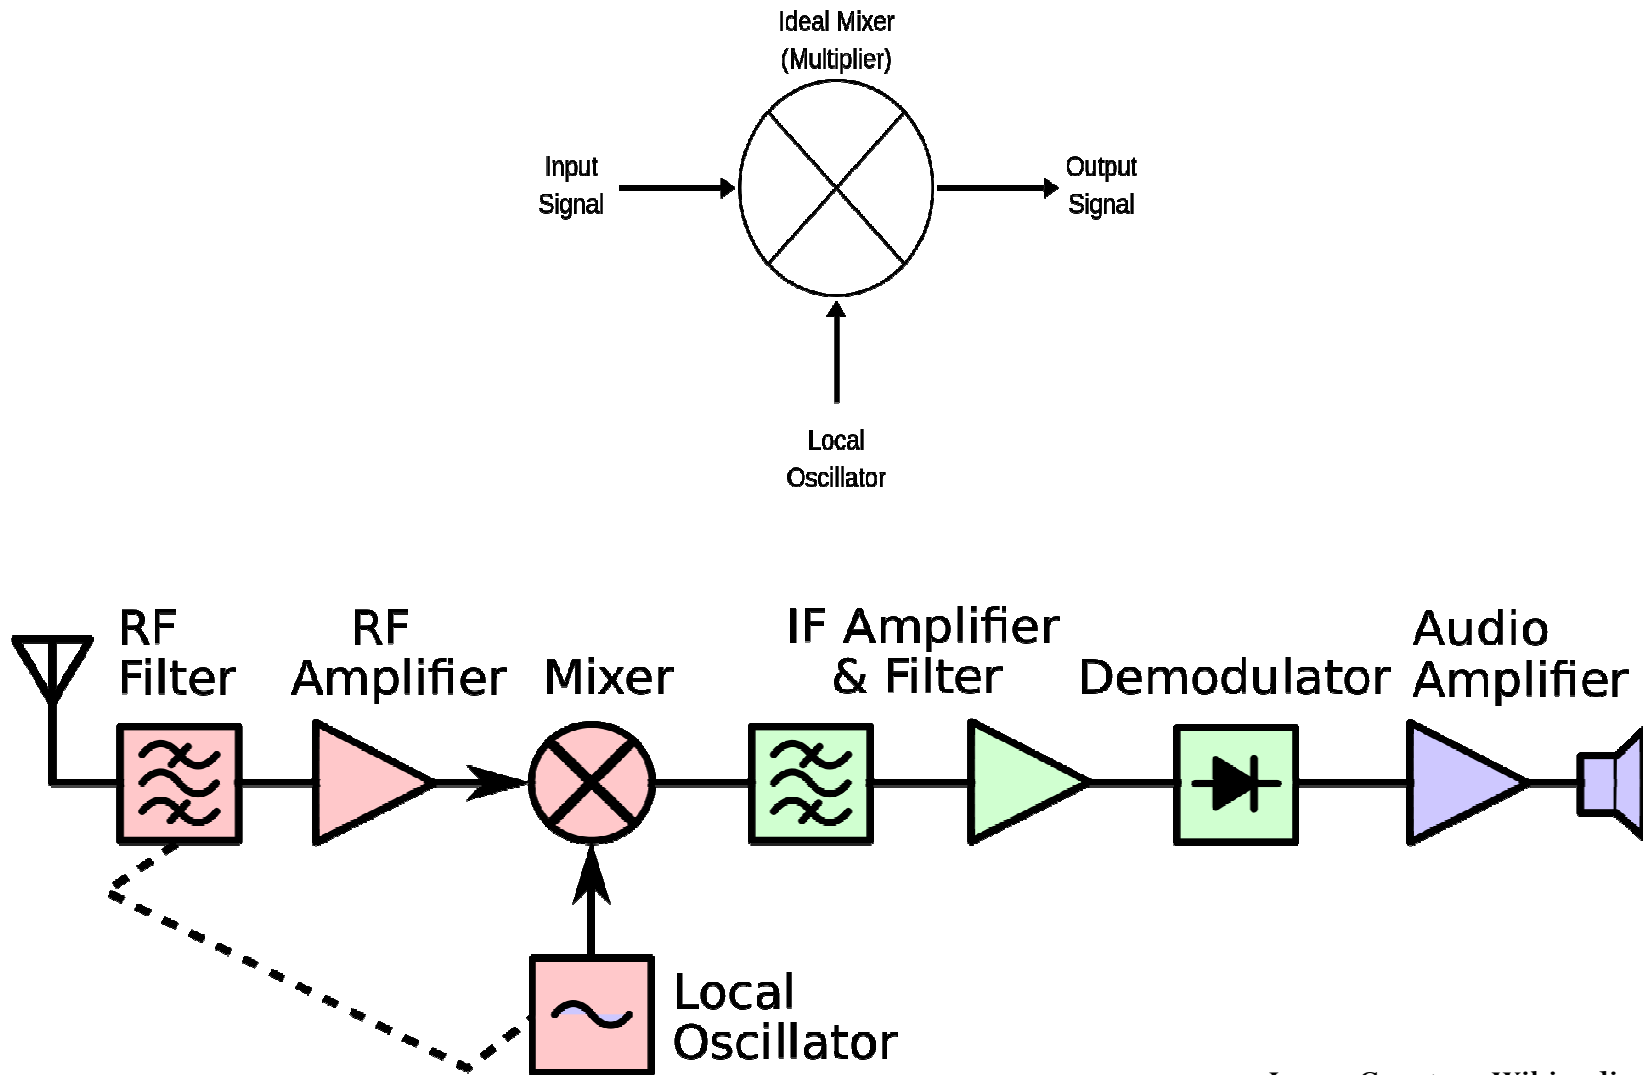 Ideal Mixer
(Multiplier)
Input
Signal
Output
Signal
Local
Oscillator
RF
Filter
RF
Amplifier
Mixer
IF Amplifier
& Filter
Demodulator
Audio
Amplifier
Local
Oscillator